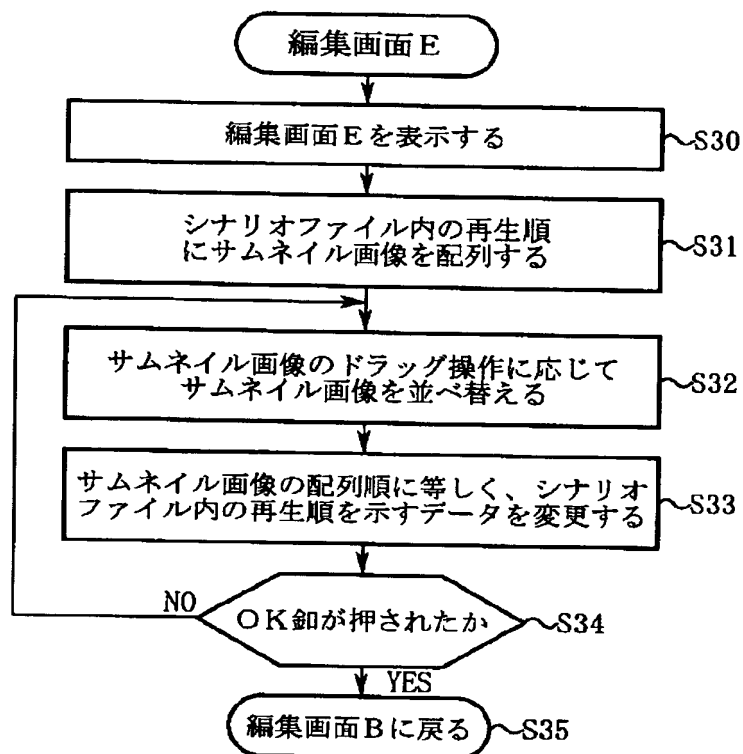 編集画面E
編集画面Eを表示する
S30
シナリオファイル内の再生順
にサムネイル画像を配列する
S31
サムネイル画像のドラッグ操作に応じて
サムネイル画像を並べ替える
S32
サムネイル画像の配列順に等しく、シナリオ
ファイル内の再生順を示すデータを変更する
S33
NO
OK釦が押されたか
S34
YES
編集画面Bに戻る
S35